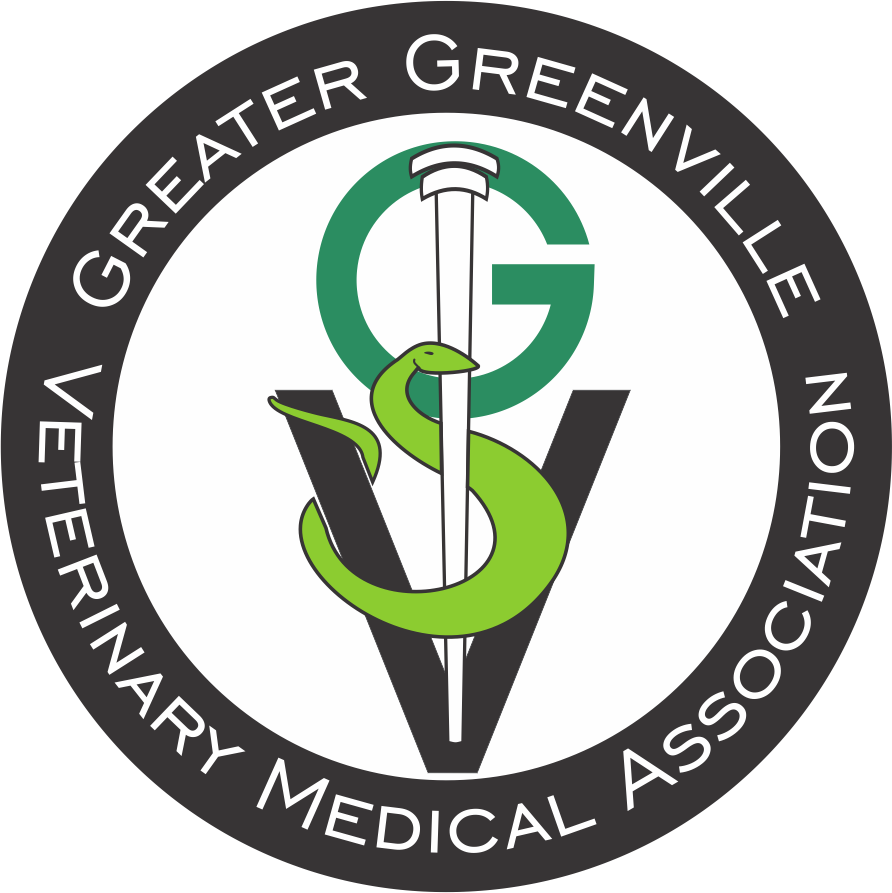 GREATER GREENVILLE
VETERINARY MEDICAL ASSOCIATION
G
V